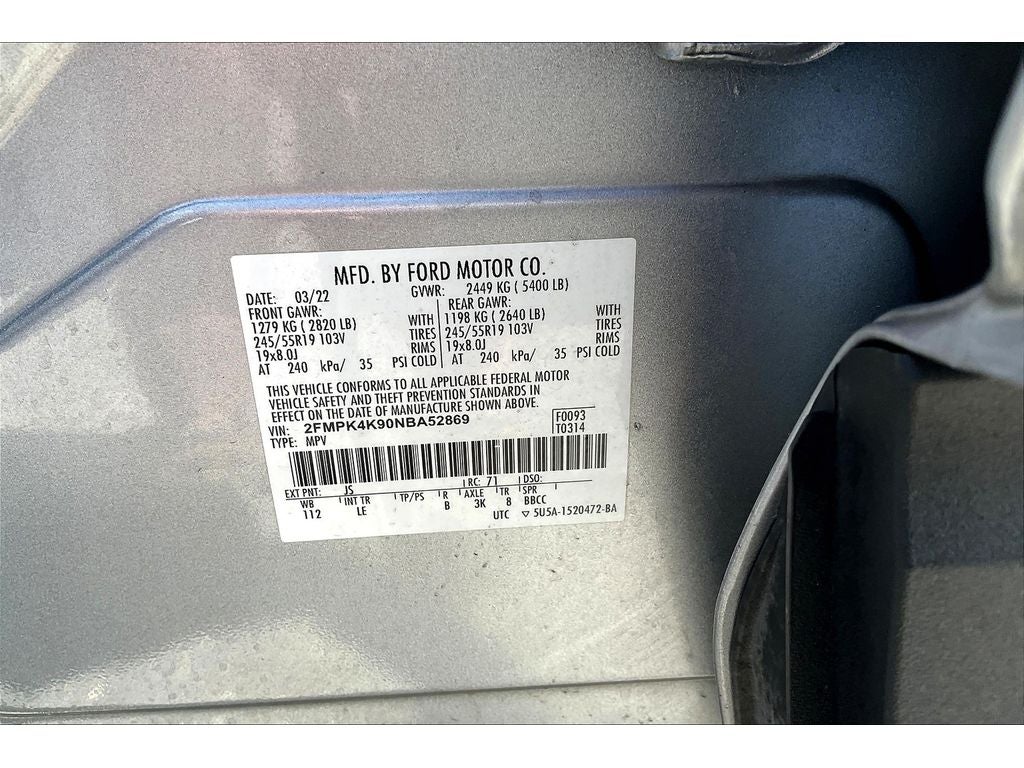 MFD. BY FORD MOTOR CO.
DATE: 03/22 GVWR: 2449 KG ( 5400 LB)
FRONT GAWR: REAR GAWR:
1279 KG ( 2820 LB) WITH 1198 KG ( 2640 LB) WITH
245/55R19 103V TIRES 245/55R19 103V TIRES
19x8.0J RIMS 19x8.0J RIMS
AT 240 kPa/ 35 PSI COLD AT 240 kPa/ 35 PSI COLD
THIS VEHICLE CONFORMS TO ALL APPLICABLE FEDERAL MOTOR
VEHICLE SAFETY AND THEFT PREVENTION STANDARDS IN
EFFECT ON THE DATE OF MANUFACTURE SHOWN ABOVE.
VIN: 2FMPK4K90NBA52869 F0093
TYPE: MPV T0314
EXT PNT: JS RC: 71 DSO:
WB INT TR TP/PS R AXLE TR SPR
112 LE B 3K 8 BBCC
UTC ▽ 5U5A-1520472-BA